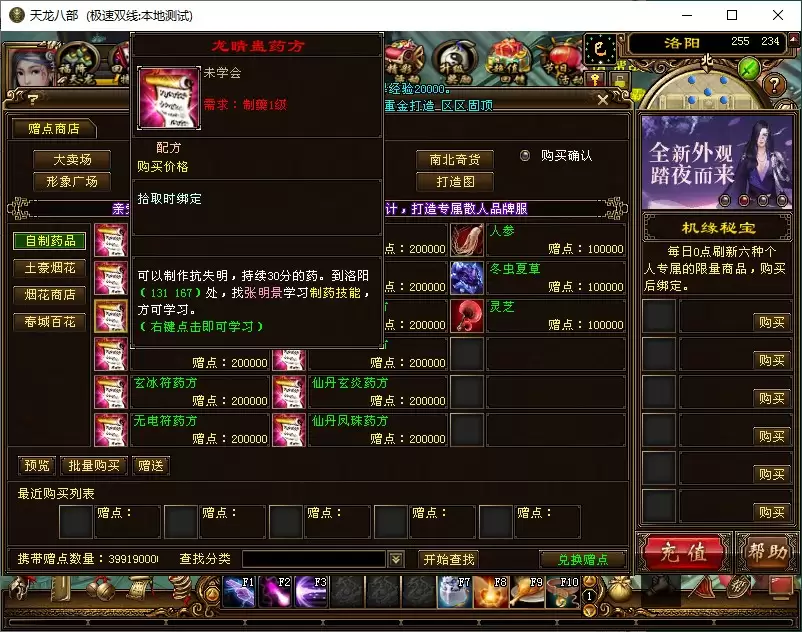 天龙八部 (极速双线:本地测试)
洛阳
255 234
北
龙晴蛊药方
未学会
需求：制药1级
配方
购买价格
拾取时绑定
可以制作抗失明，持续30分的药。到洛阳
（131 167）处，找张明景学习制药技能，
方可学习。
（右键点击即可学习）
经验20000。
重金打造_区区固顶
赠点商店
大卖场
形象广场
南北奇货
打造图
购买确认
亲
计，打造专属散人品牌服
自制药品
土豪烟花
烟花商店
春城百花
点：200000
人参
赠点：100000
点：200000
冬虫夏草
赠点：100000
点：200000
灵芝
赠点：100000
赠点：200000
赠点：200000
玄冰符药方
赠点：200000
仙丹玄炎药方
赠点：200000
无电符药方
赠点：200000
仙丹凤珠药方
赠点：200000
预览
批量购买
赠送
最近购买列表
赠点：
赠点：
赠点：
赠点：
赠点：
携带赠点数量：
查找分类
开始查找
兑换赠点
全新外观
踏夜而来
机缘秘宝
每日0点刷新六种个
人专属的限量商品，购买
后绑定。
购买
购买
购买
购买
购买
购买
充值
帮助
F1
F2
F3
F7
F8
F9
F10
1